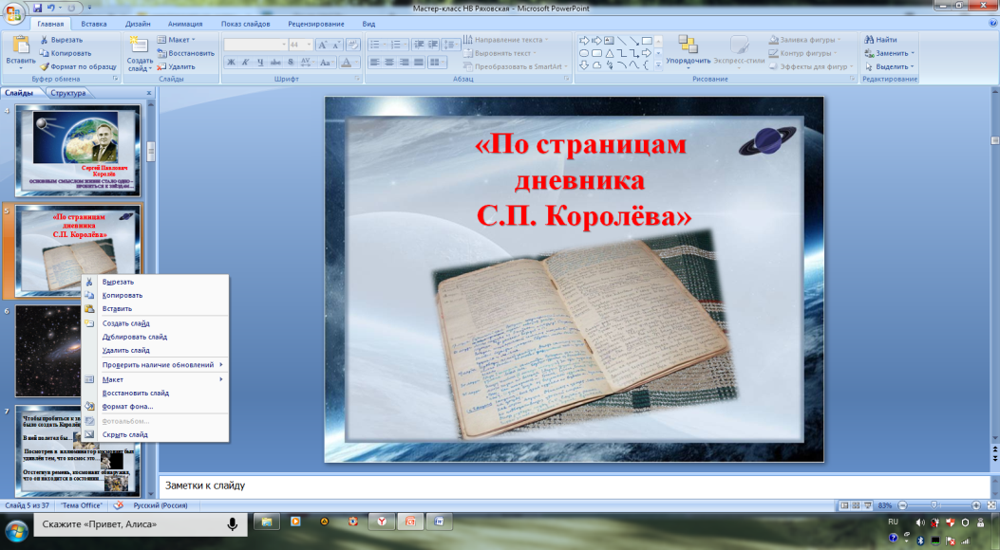 Мастер-класс НВ Ряховская - Microsoft PowerPoint
Главная Вставка Дизайн Анимация Показ слайдов Рецензирование Вид
Вставить
Вырезать
Копировать
Формат по образцу
Буфер обмена
Создать слайд
Макет
Восстановить
Удалить
Слайды
44
Ж К Ч abe S AV Aa A
Шрифт
Направление текста
Выровнять текст
Преобразовать в SmartArt
Абзац
Упорядочить
Экспресс-стили
Заливка фигуры
Контур фигуры
Эффекты для фигур
Рисование
Найти
Заменить
Выделить
Редактирование
Слайды Структура x
4
Сергей Павлович
Королёв
ОСНОВНЫМ СМЫСЛОМ ЖИЗНИ СТАЛО ОДНО –
ПРОБИТЬСЯ К ЗВЁЗДАМ...
5
«По страницам
дневника
С.П. Королёва»
6
7
Чтобы пробиться к
было создать Королёв
В ней полетел бы...
Посмотрев в иллюминатор космонавт был
удивлён тем, что космос это...
Отстегнув ремень, космонавт обнаружил,
что он находится в состоянии...
Вырезать
Копировать
Вставить
Создать слайд
Дублировать слайд
Удалить слайд
Проверить наличие обновлений
Макет
Восстановить слайд
Формат фона...
Фотоальбом...
Скрыть слайд
«По страницам
дневника
С.П. Королёва»
Заметки к слайду
Слайд 5 из 37 "Тема Office" Русский (Россия) 83%
Скажите «Привет, Алиса» RU